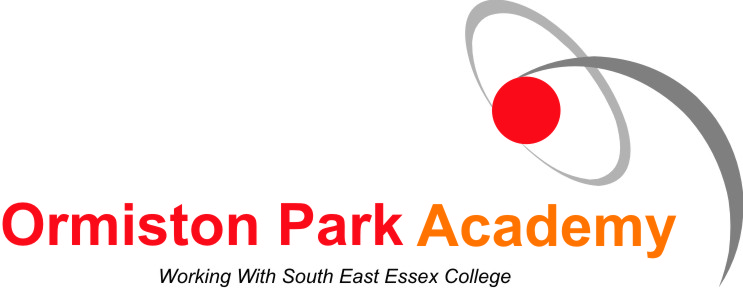 Ormiston Park Academy
Working With South East Essex College